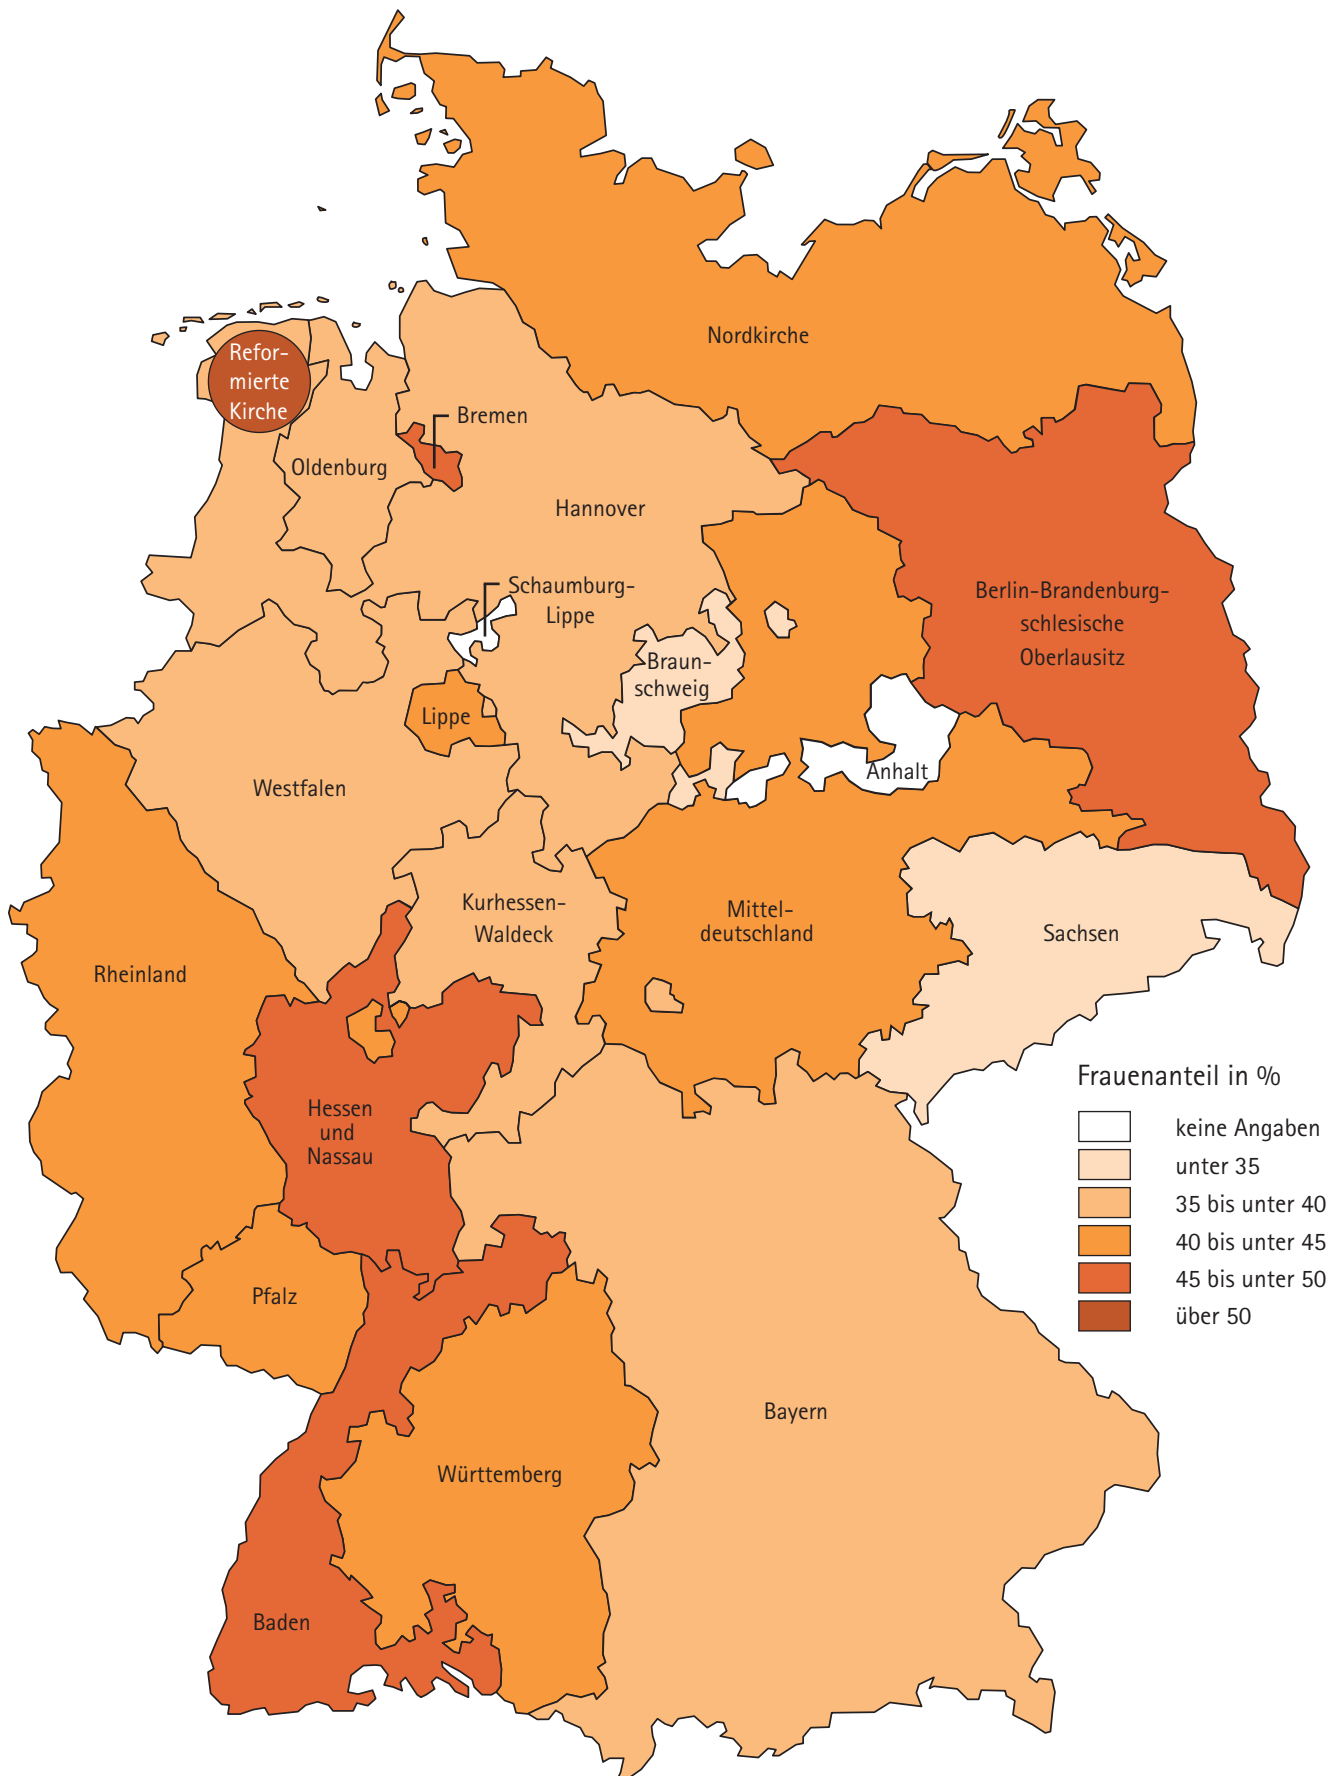 Nordkirche
Refor-
mierte
Kirche
Bremen
Oldenburg
Hannover
Schaumburg-
Lippe
Berlin-Brandenburg-
schlesische
Oberlausitz
Braun-
schweig
Lippe
Anhalt
Westfalen
Kurhessen-
Waldeck
Mittel-
deutschland
Sachsen
Rheinland
Hessen
und
Nassau
Pfalz
Bayern
Württemberg
Baden
Frauenanteil in %
keine Angaben
unter 35
35 bis unter 40
40 bis unter 45
45 bis unter 50
über 50